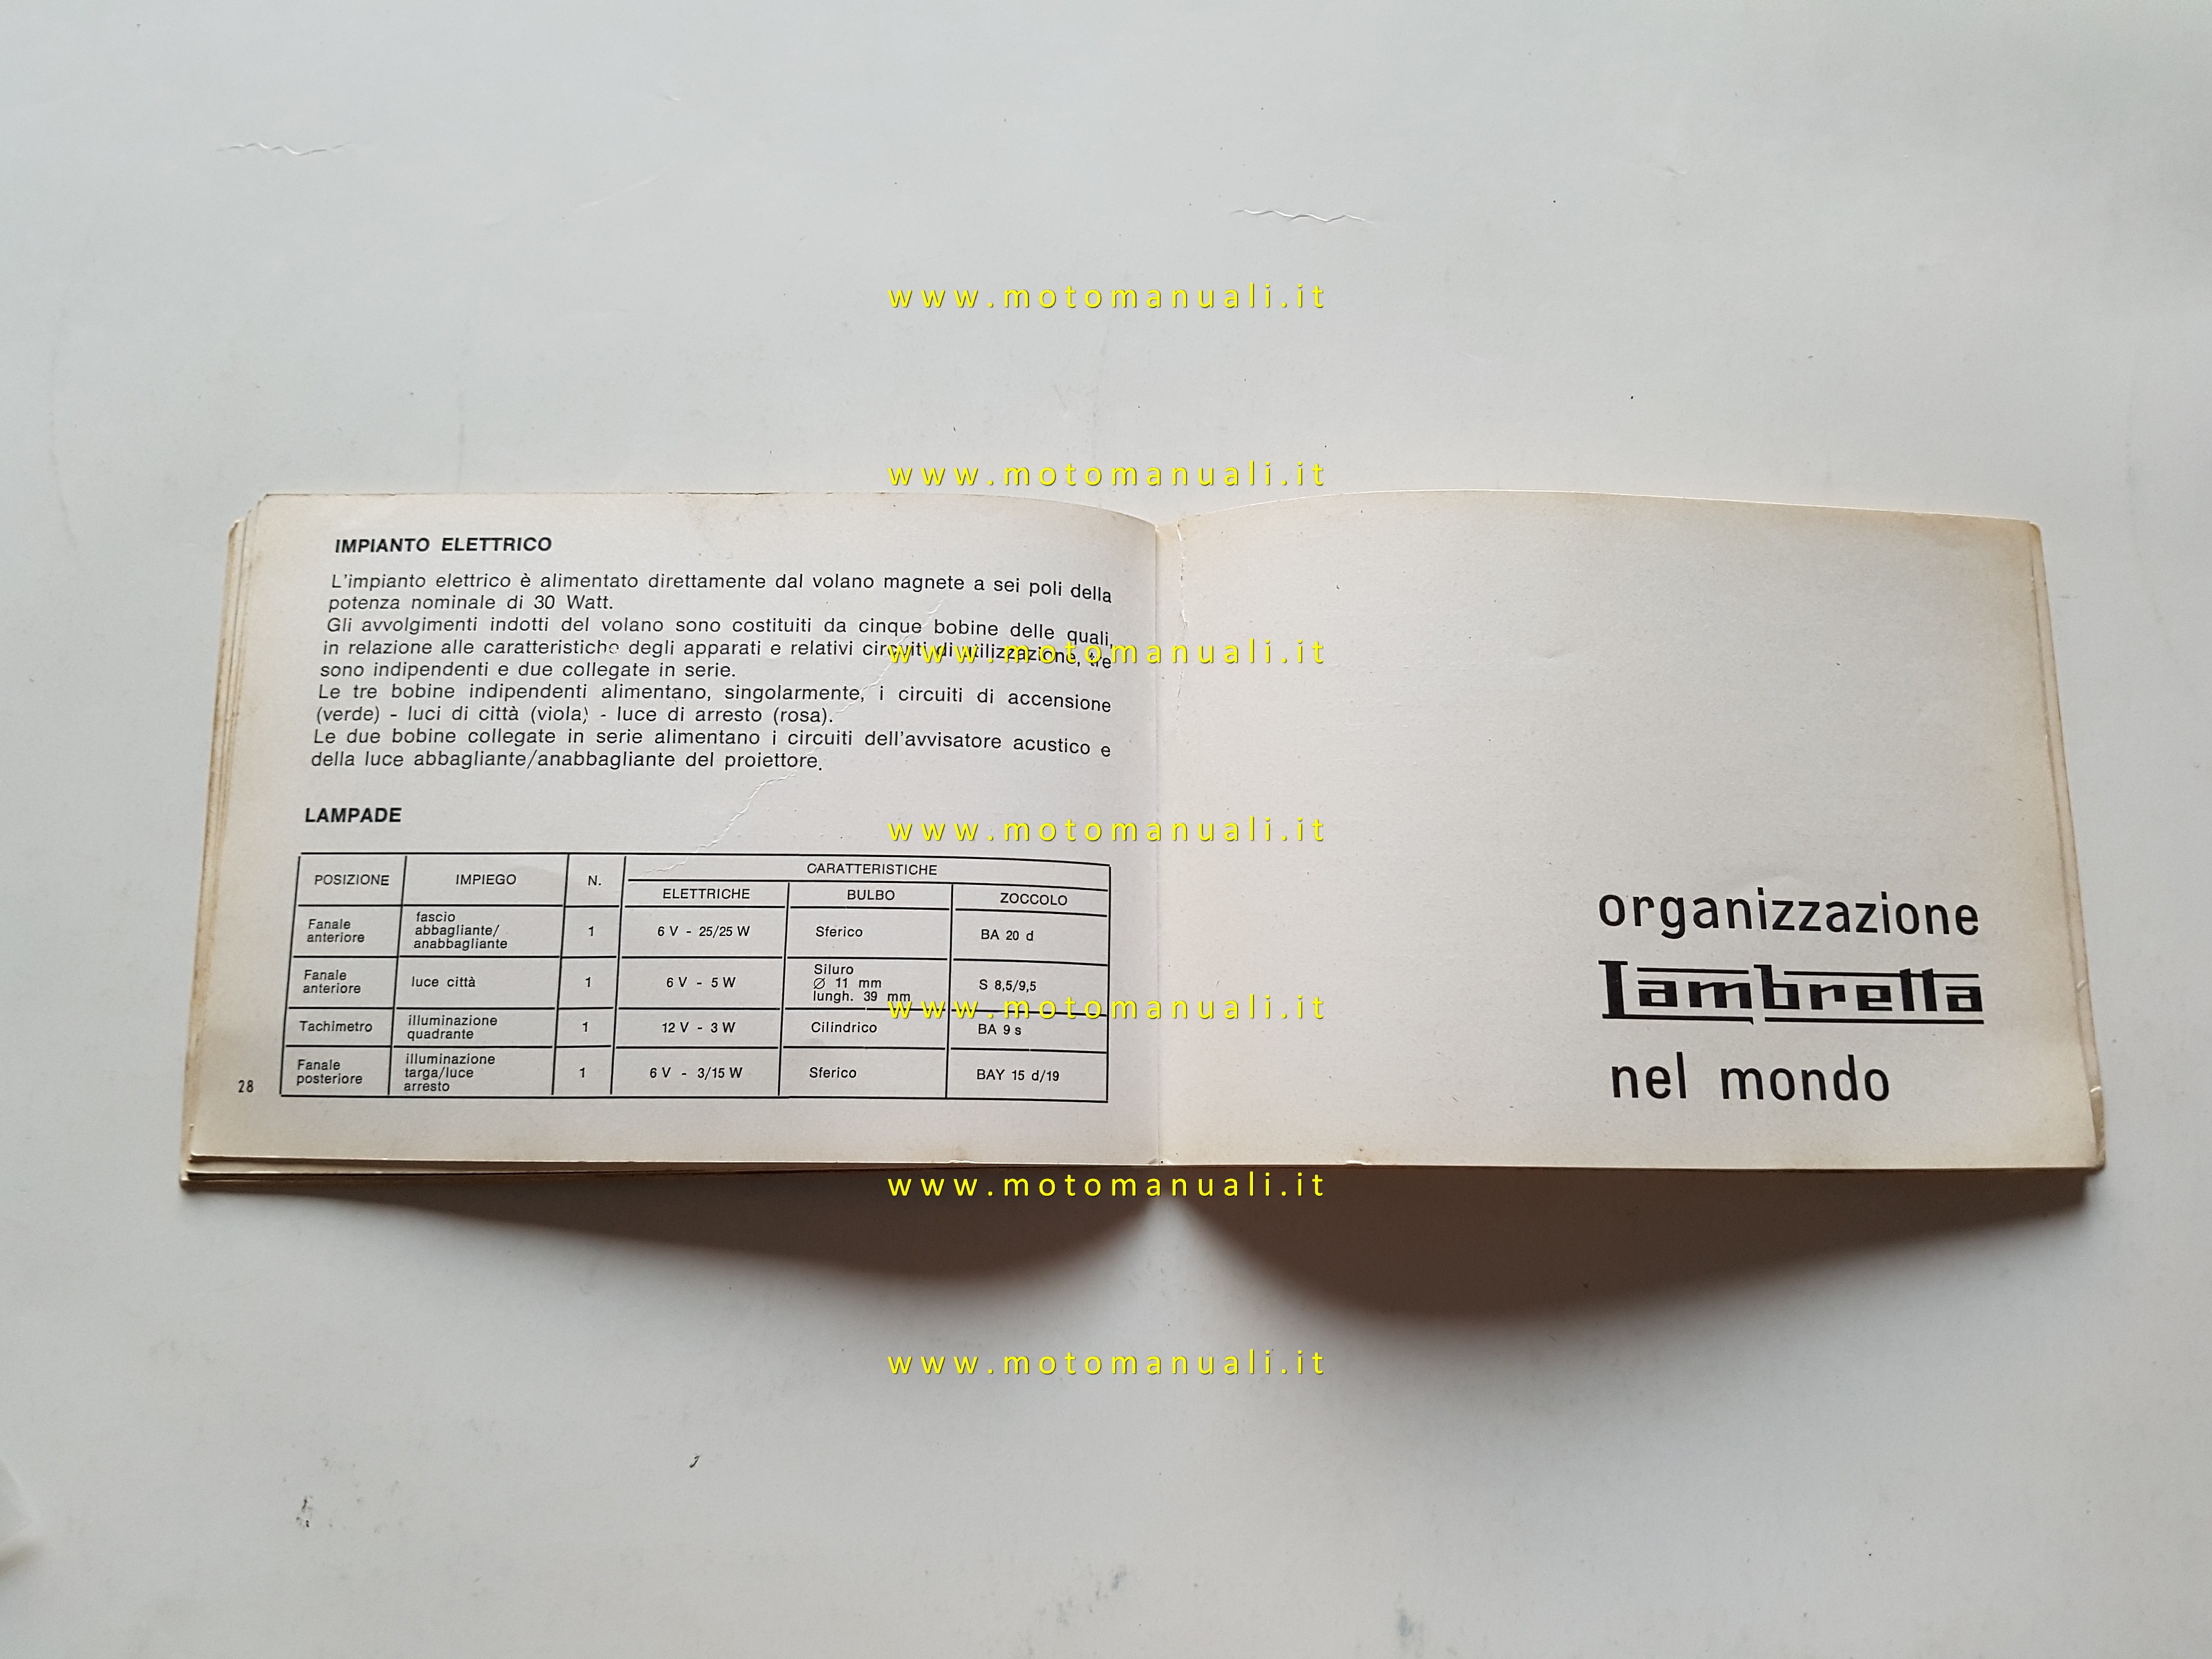 www.motomanuali.it
www.motomanuali.it
IMPIANTO ELETTRICO
L'impianto elettrico è alimentato direttamente dal volano magnete a sei poli della
potenza nominale di 30 Watt.
Gli avvolgimenti indotti del volano sono costituiti da cinque bobine delle quali,
in relazione alle caratteristiche degli apparati e relativi circuiti di utilizzazione, tre
www.motomanuali.it
sono indipendenti e due collegate in serie.
Le tre bobine indipendenti alimentano, singolarmente, i circuiti di accensione
(verde) - luci di città (viola) - luce di arresto (rosa).
Le due bobine collegate in serie alimentano i circuiti dell'avvisatore acustico e
della luce abbagliante/anabbagliante del proiettore.
LAMPADE
www.motomanuali.it
POSIZIONE IMPIEGO N. CARATTERISTICHE
ELETTRICHE BULBO ZOCCOLO
Fanale
anteriore
fascio
abbagliante/
anabbagliante
1 6 V - 25/25 W Sferico BA 20 d
Fanale
anteriore
luce città 1 6 V - 5 W
Siluro
Ø 11 mm
lungh. 39 mm
S 8,5/9,5
www.motomanuali.it
Tachimetro
illuminazione
quadrante
1 12 V - 3 W Cilindrico BA 9 s
Fanale
posteriore
illuminazione
targa/luce
arresto
1 6 V - 3/15 W Sferico BAY 15 d/19
28
organizzazione
Lambretta
nel mondo
www.motomanuali.it
www.motomanuali.it